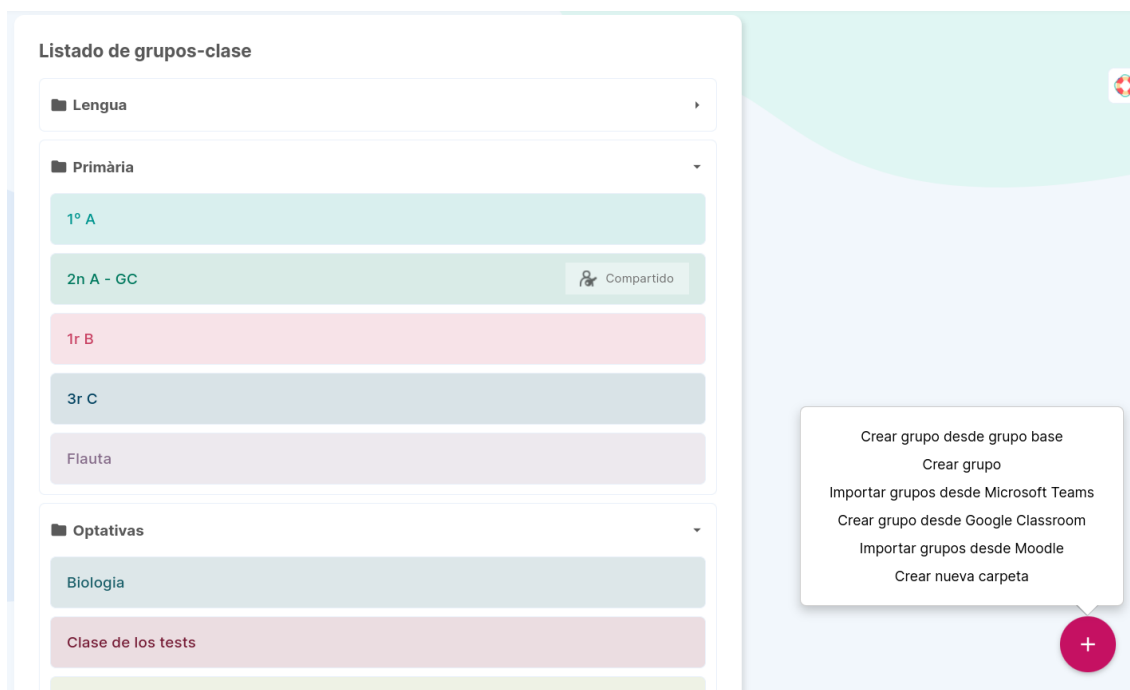 Listado de grupos-clase
Lengua
Primària
1º A
2n A - GC
Compartido
1r B
3r C
Flauta
Optativas
Biologia
Clase de los tests
Crear grupo desde grupo base
Crear grupo
Importar grupos desde Microsoft Teams
Crear grupo desde Google Classroom
Importar grupos desde Moodle
Crear nueva carpeta
+